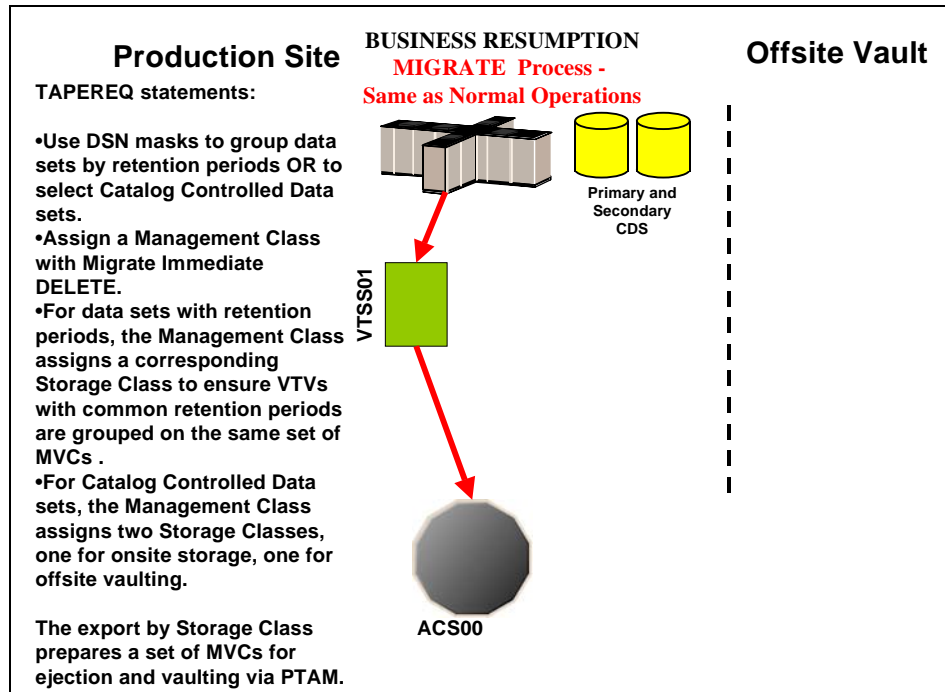 Production Site
BUSINESS RESUMPTION
MIGRATE Process -
Same as Normal Operations
Offsite Vault
TAPEREQ statements:
•Use DSN masks to group data
sets by retention periods OR to
select Catalog Controlled Data
sets.
•Assign a Management Class
with Migrate Immediate
DELETE.
•For data sets with retention
periods, the Management Class
assigns a corresponding
Storage Class to ensure VTVs
with common retention periods
are grouped on the same set of
MVCs .
•For Catalog Controlled Data
sets, the Management Class
assigns two Storage Classes,
one for onsite storage, one for
offsite vaulting.
The export by Storage Class
prepares a set of MVCs for
ejection and vaulting via PTAM.
Primary and
Secondary
CDS
VTSS01
ACS00